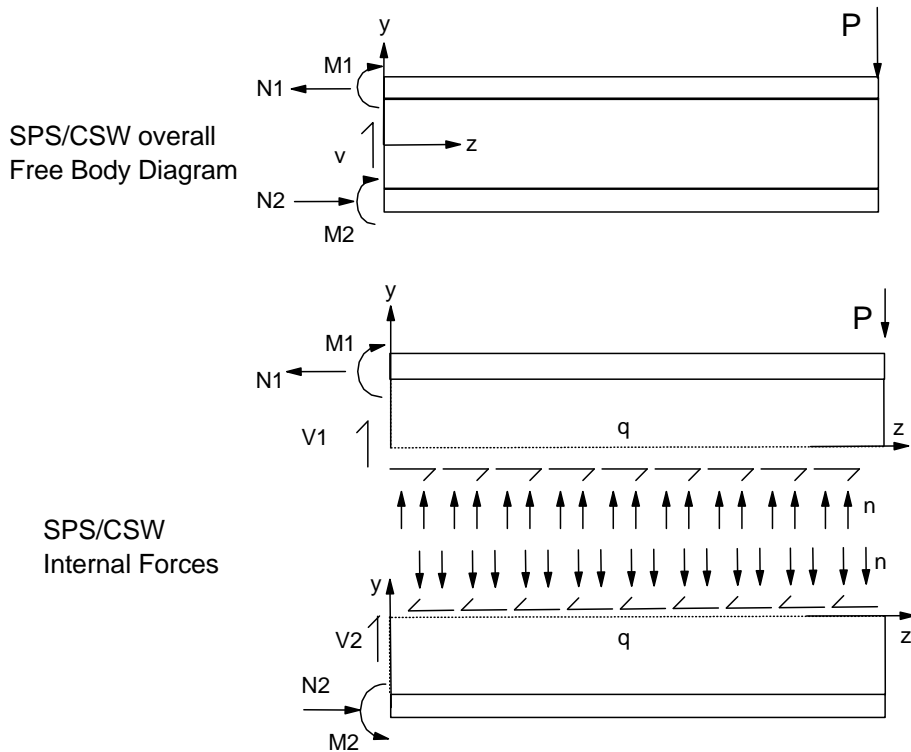 y
P
M1
N1
SPS/CSW overall
Free Body Diagram
v
z
N2
M2
y
P
M1
N1
V1
q
z
n
SPS/CSW
Internal Forces
n
y
V2
q
z
N2
M2